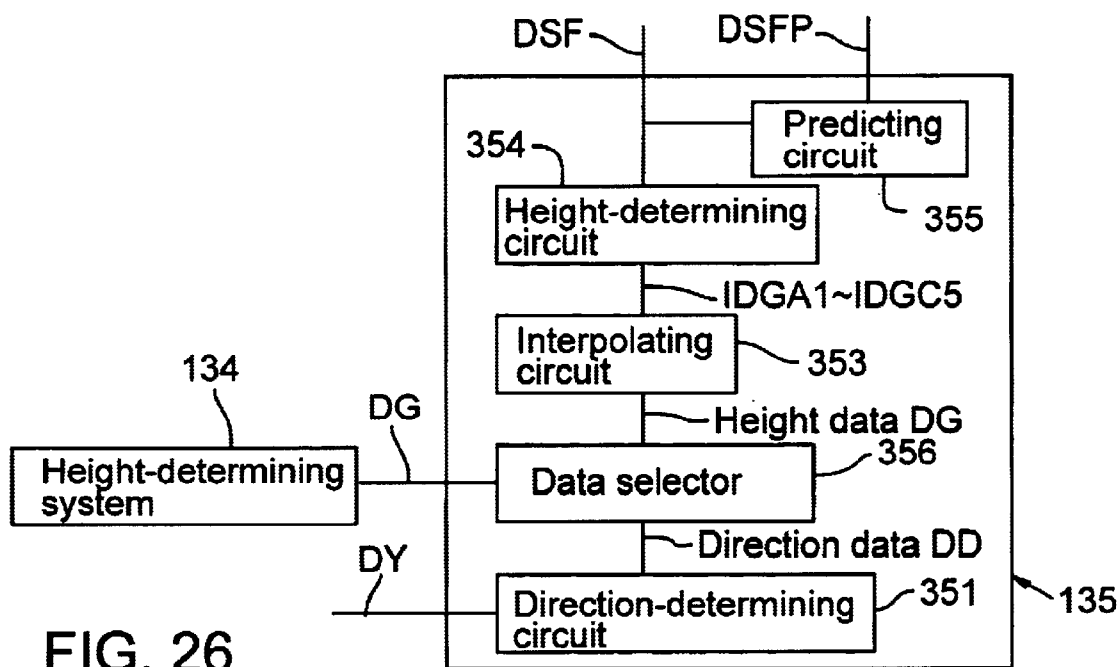 DSF
DSFP
Predicting
circuit
354
355
Height-determining
circuit
IDGA1~IDGC5
Interpolating
circuit
353
134
DG
Height data DG
356
Height-determining
system
Data selector
Direction data DD
DY
351
135
Direction-determining
circuit
FIG. 26